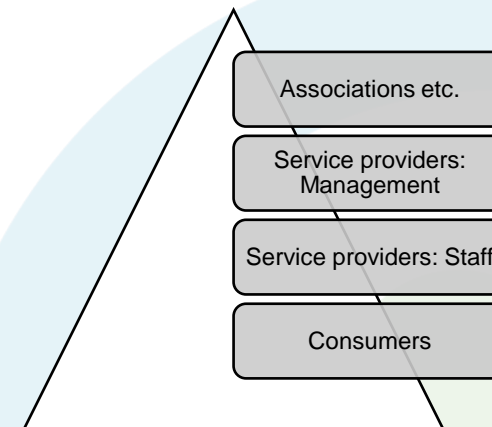 Associations etc.
Service providers:
Management
Service providers: Staff
Consumers